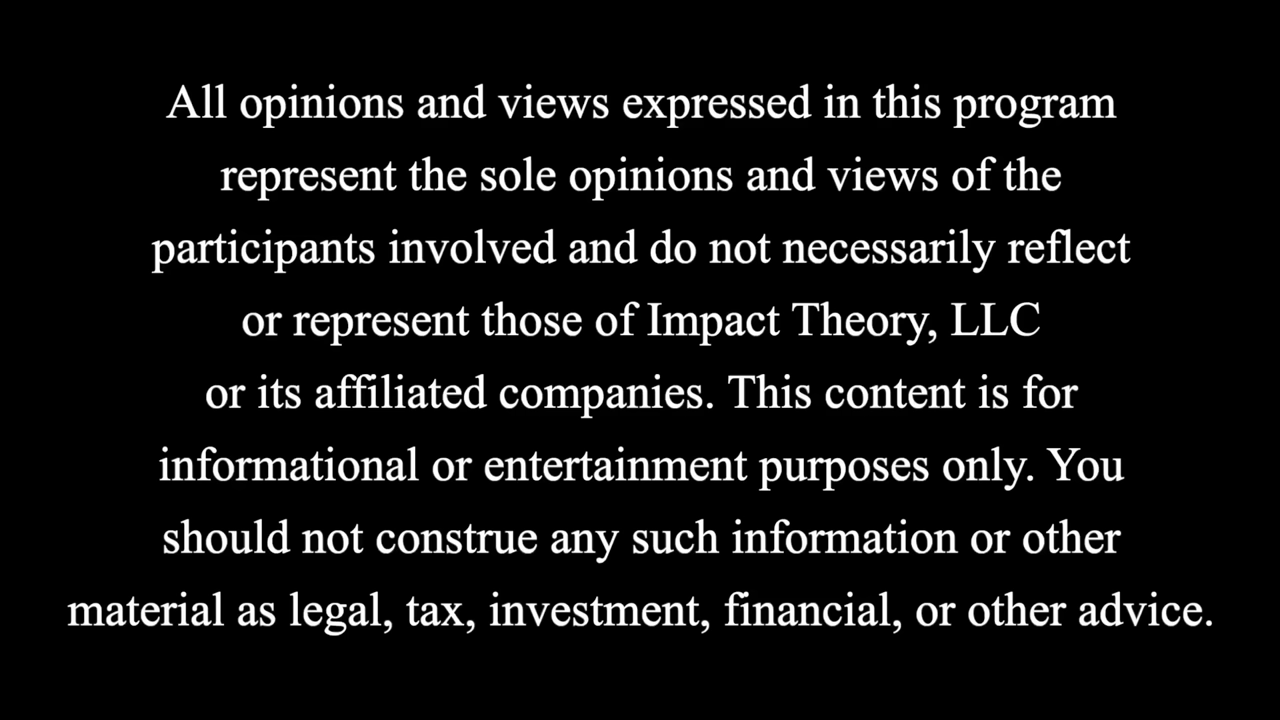 All opinions and views expressed in this program
represent the sole opinions and views of the
participants involved and do not necessarily reflect
or represent those of Impact Theory, LLC
or its affiliated companies. This content is for
informational or entertainment purposes only. You
should not construe any such information or other
material as legal, tax, investment, financial, or other advice.